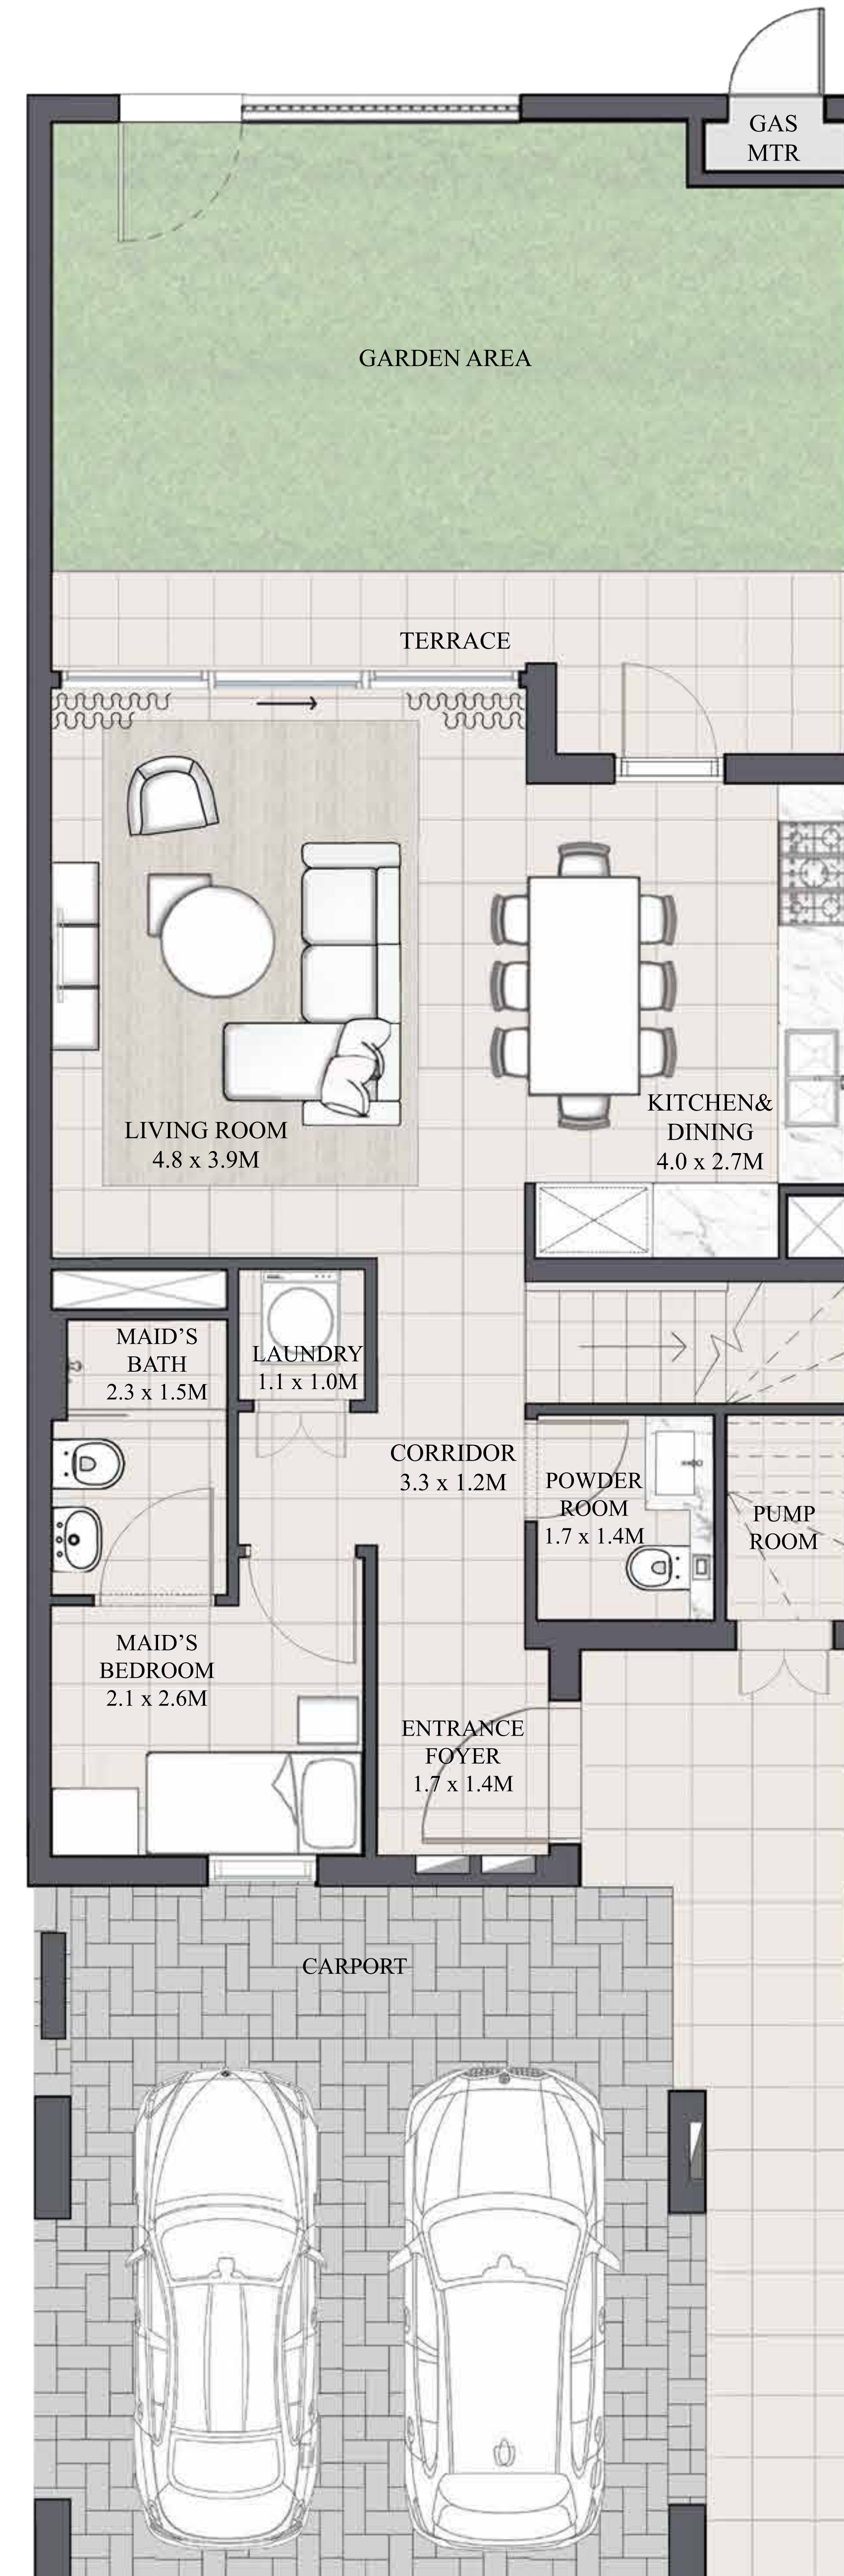 GAS
MTR
GARDEN AREA
TERRACE
LIVING ROOM
4.8 x 3.9M
KITCHEN&
DINING
4.0 x 2.7M
MAID'S
BATH
2.3 x 1.5M
LAUNDRY
1.1 x 1.0M
CORRIDOR
3.3 x 1.2M
POWDER
ROOM
1.7 x 1.4M
PUMP
ROOM
MAID'S
BEDROOM
2.1 x 2.6M
ENTRANCE
FOYER
1.7 x 1.4M
CARPORT